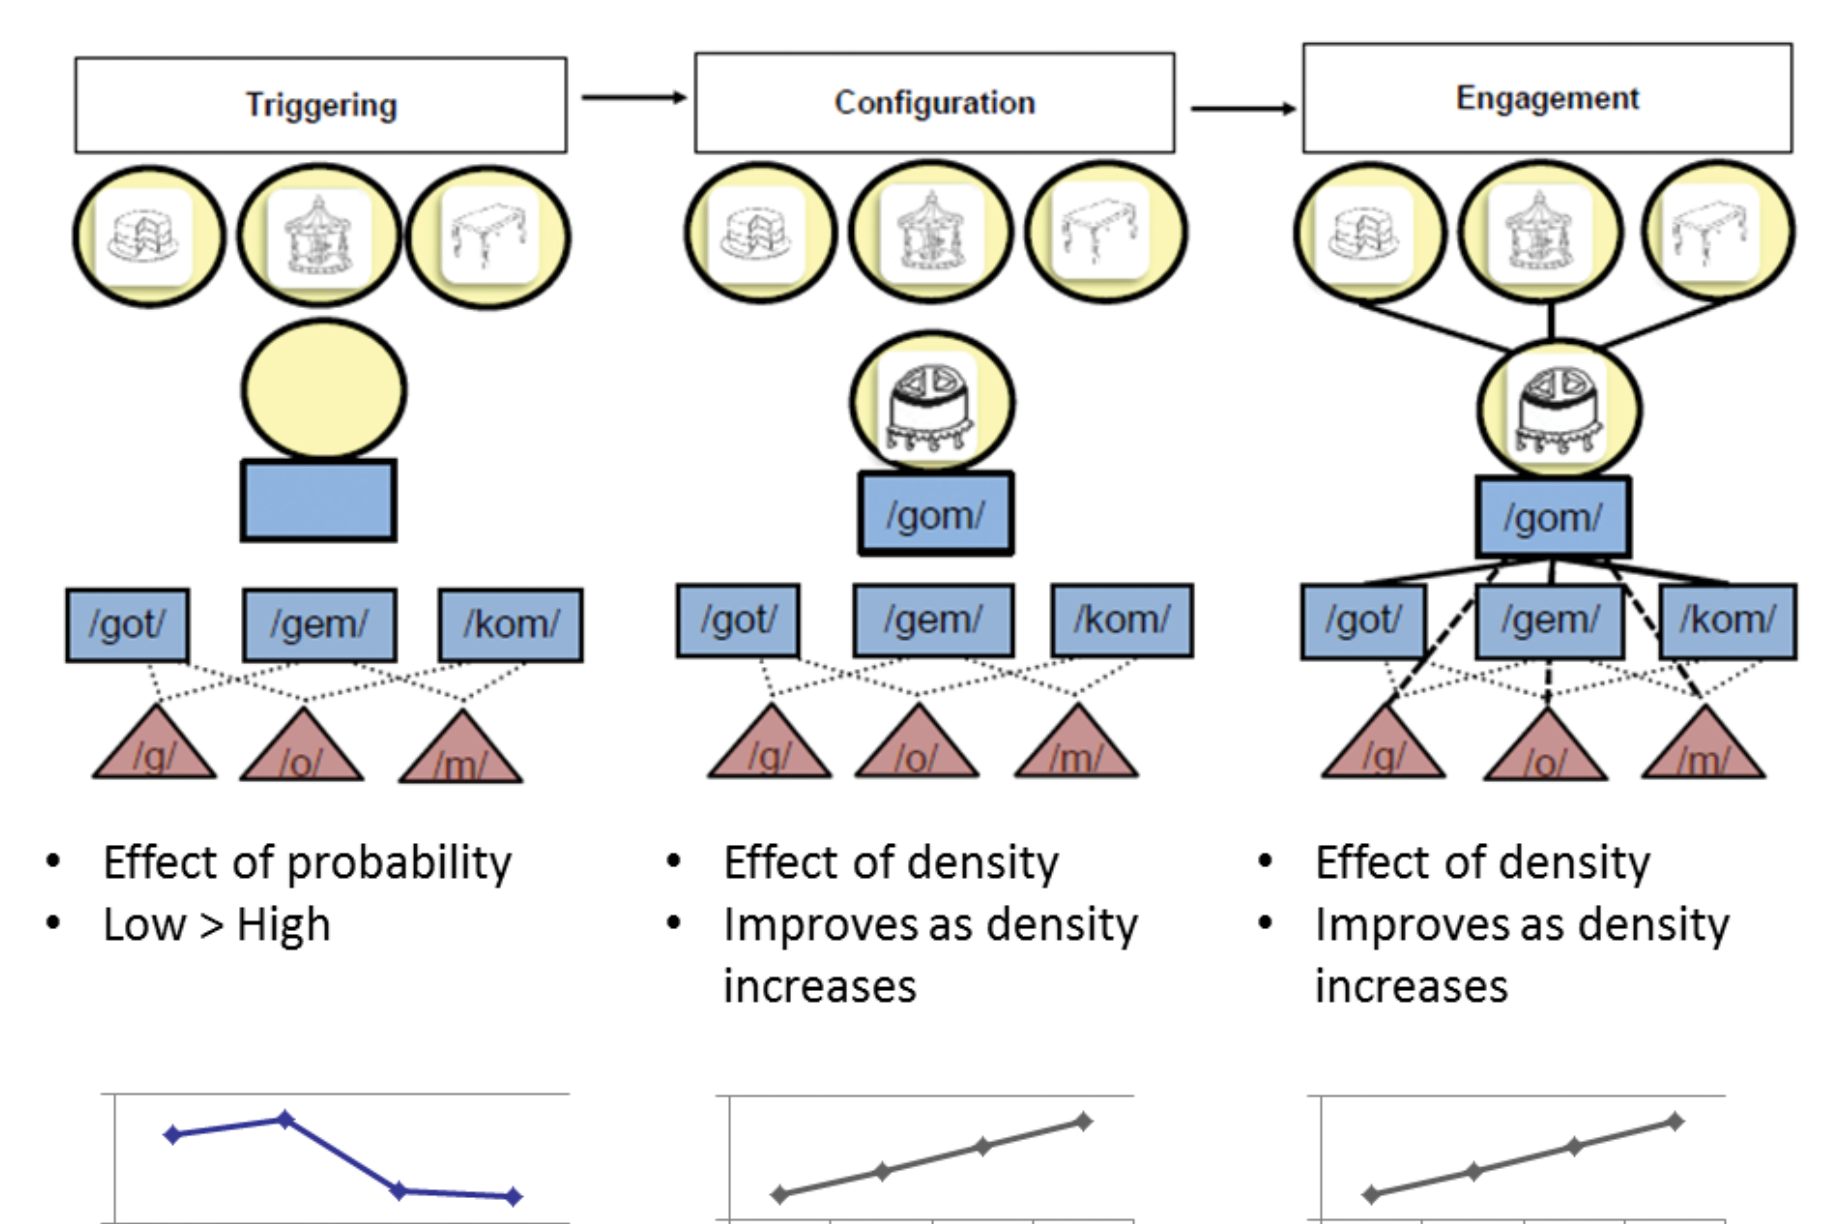 Triggering
Configuration
Engagement
/gom/
/gom/
/got/ /gem/ /kom/
/got/ /gem/ /kom/
/got/ /gem/ /kom/
/g/ /o/ /m/
/g/ /o/ /m/
/g/ /o/ /m/
• Effect of probability
• Low > High
• Effect of density
• Improves as density
increases
• Effect of density
• Improves as density
increases